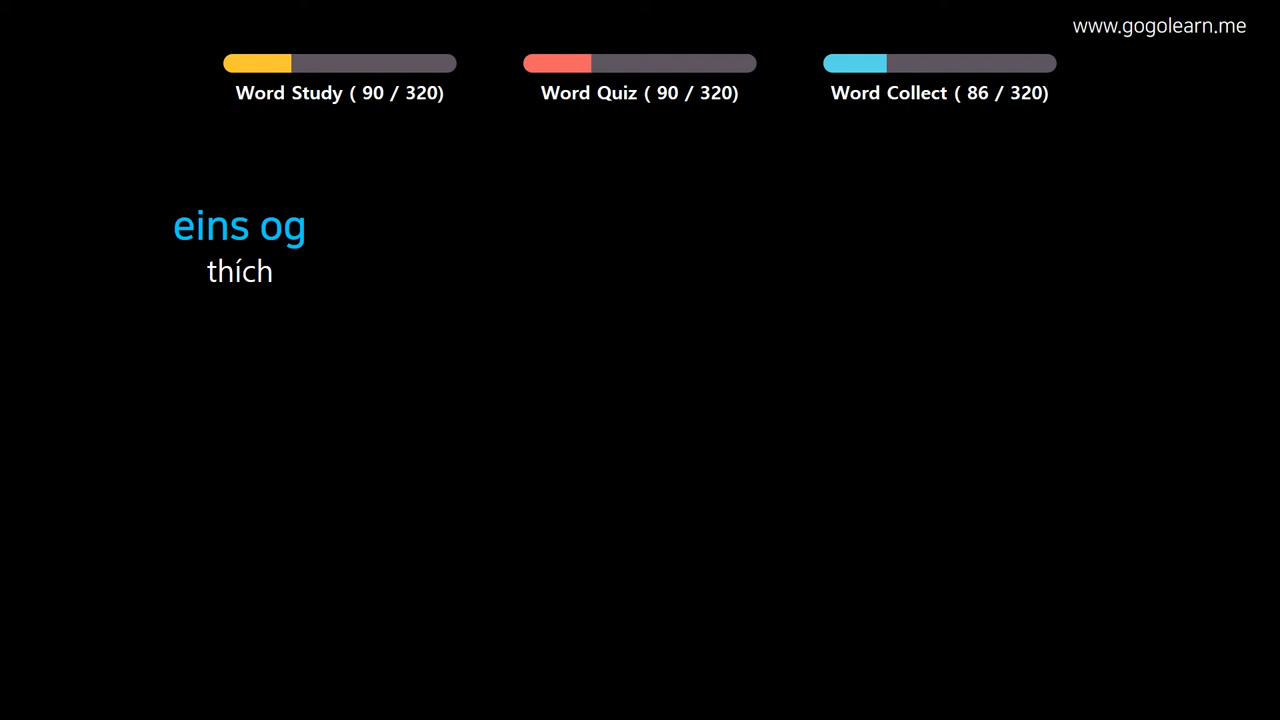 www.gogolearn.me
Word Study ( 90 / 320)
Word Quiz ( 90 / 320)
Word Collect ( 86 / 320)
eins og
thích